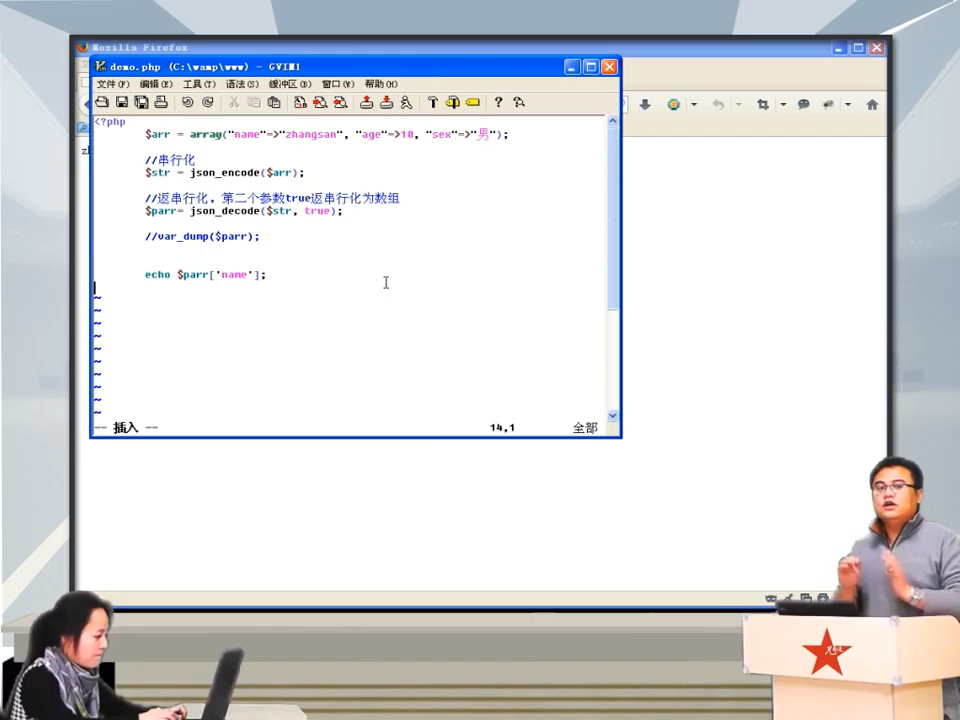 Mozilla Firefox
demo.php (C:\wamp\www) - GVIM1
文件(F) 编辑(E) 工具(T) 语法(S) 缓冲区(B) 窗口(W) 帮助(H)
<?php
$arr = array("name"=>"zhangsan", "age"=>10, "sex"=>"男");
//串行化
$str = json_encode($arr);
//返串行化，第二个参数true返串行化为数组
$parr= json_decode($str, true);
//var_dump($parr);
echo $parr['name'];
~
~
~
~
~
~
~
~
~
~
-- 插入 -- 14,1 全部